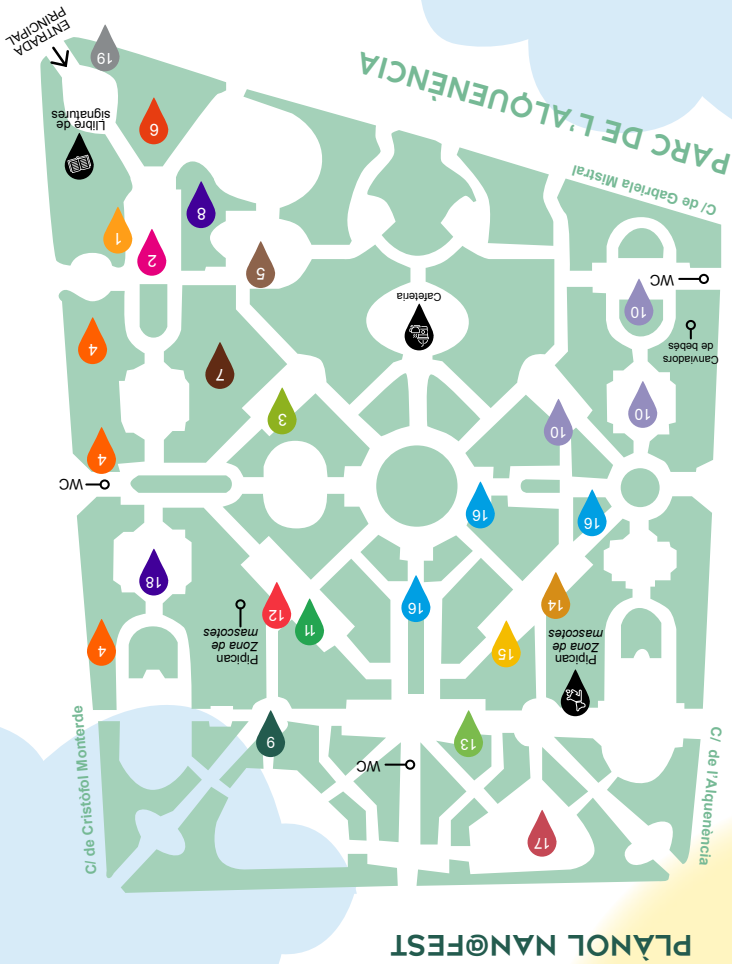 PLÀNOL NAN@FEST
17
C/ de l'Alquenència
C/ de Cristòfol Monterde
WC
13
9
Pipican
Zona de
mascotes
Pipican
Zona de
mascotes
15
4
11
12
14
16
18
16
16
WC
4
10
3
10
7
Canviadors
de bebés
4
10
Cafeteria
WC
5
2
1
8
C/ de Gabriela Mistral
PARC DE L'ALQUENÈNCIA
6
Llibre de
signatures
19
ENTRADA
PRINCIPAL